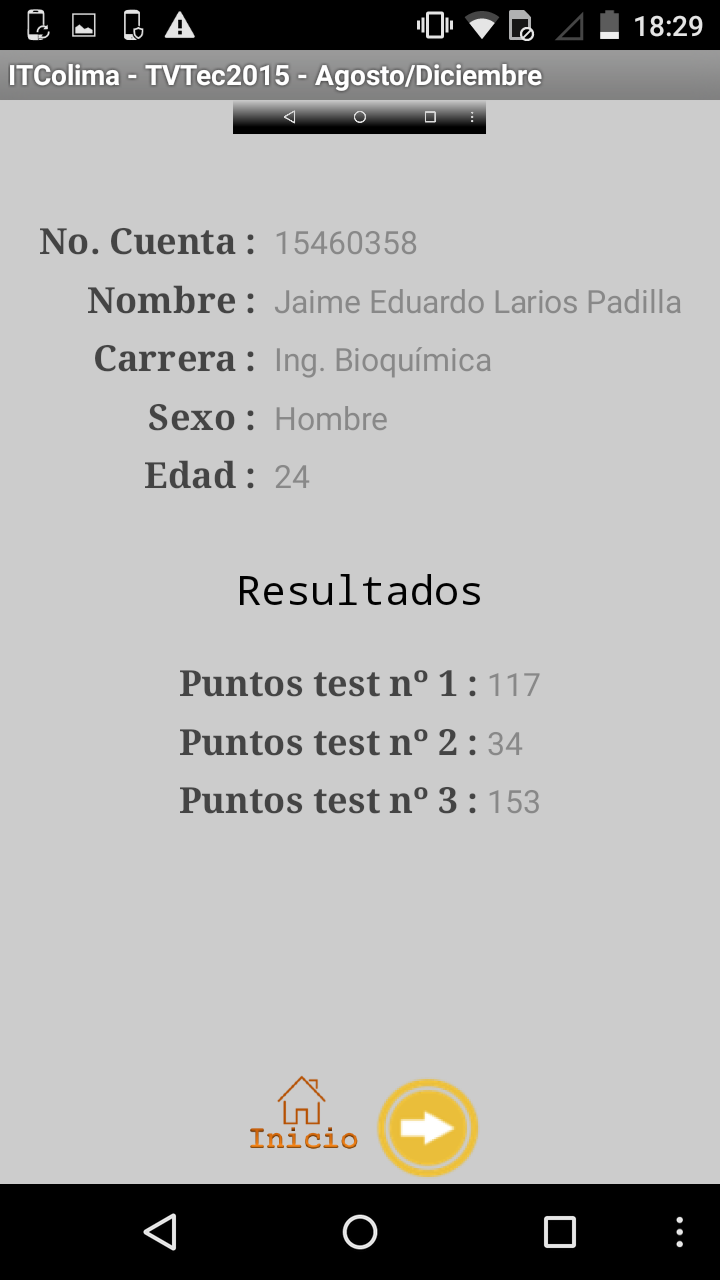 18:29
ITColima - TVTec2015 - Agosto/Diciembre
No. Cuenta : 15460358
Nombre : Jaime Eduardo Larios Padilla
Carrera : Ing. Bioquímica
Sexo : Hombre
Edad : 24
Resultados
Puntos test nº 1 : 117
Puntos test nº 2 : 34
Puntos test nº 3 : 153
Inicio